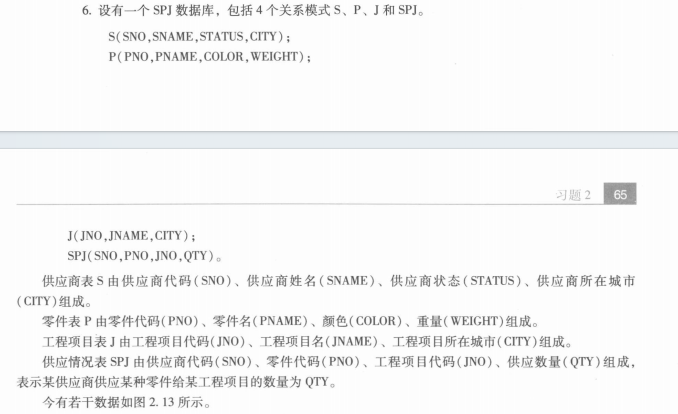 6. 设有一个 SPJ 数据库，包括 4 个关系模式 S、P、J 和 SPJ。
S(SNO,SNAME,STATUS,CITY)；
P(PNO,PNAME,COLOR,WEIGHT)；
习题 2 65
J(JNO,JNAME,CITY)；
SPJ(SNO,PNO,JNO,QTY)。
供应商表 S 由供应商代码(SNO)、供应商姓名(SNAME)、供应商状态(STATUS)、供应商所在城市
(CITY)组成。
零件表 P 由零件代码(PNO)、零件名(PNAME)、颜色(COLOR)、重量(WEIGHT)组成。
工程项目表 J 由工程项目代码(JNO)、工程项目名(JNAME)、工程项目所在城市(CITY)组成。
供应情况表 SPJ 由供应商代码(SNO)、零件代码(PNO)、工程项目代码(JNO)、供应数量(QTY)组成，
表示某供应商供应某种零件给某工程项目的数量为 QTY。
今有若干数据如图 2.13 所示。